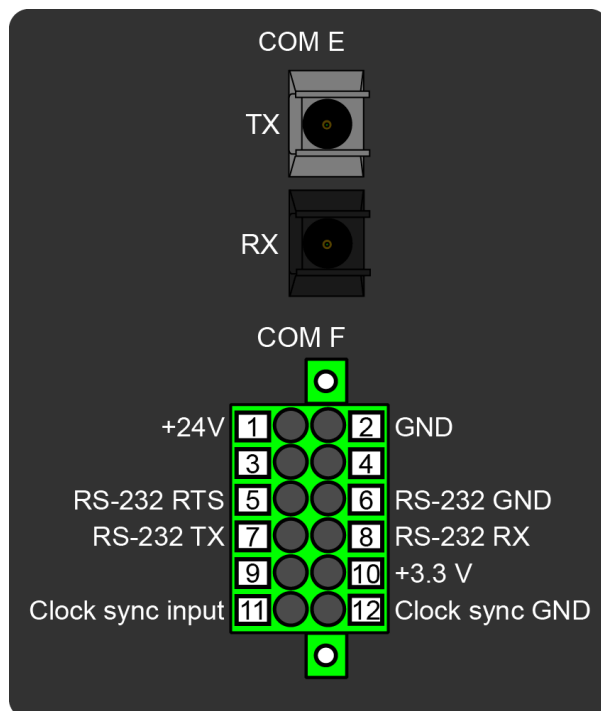 COM E
TX
RX
COM F
+24V 1 2 GND
3 4
RS-232 RTS 5 6 RS-232 GND
RS-232 TX 7 8 RS-232 RX
9 10 +3.3 V
Clock sync input 11 12 Clock sync GND